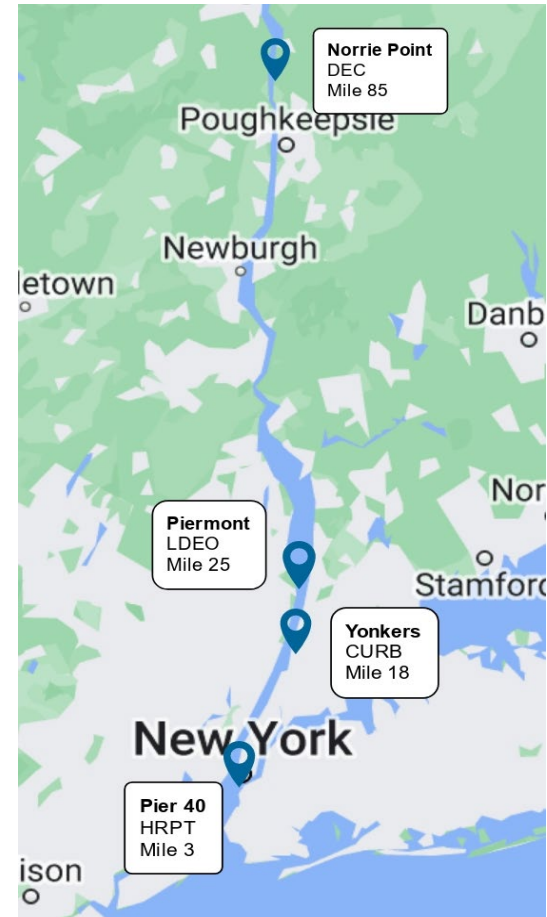 Norrie Point
DEC
Mile 85
Poughkeepsie
Newburgh
letown
Danb
Nor
Piermont
LDEO
Mile 25
Stamford
Yonkers
CURB
Mile 18
New York
Pier 40
HRPT
Mile 3
ison